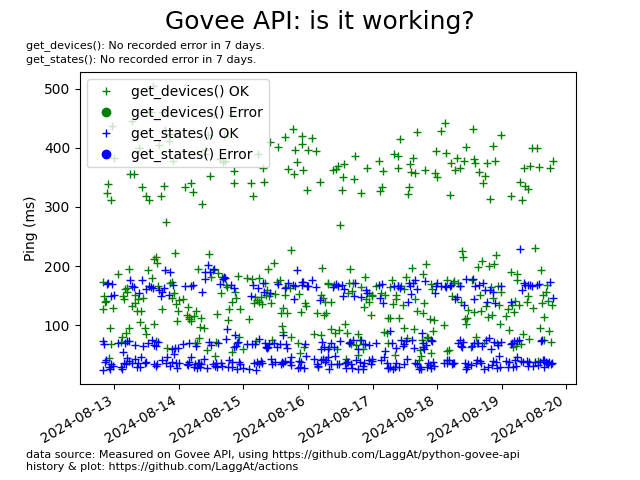 Govee API: is it working?
get_devices(): No recorded error in 7 days.
get_states(): No recorded error in 7 days.
get_devices() OK
get_devices() Error
get_states() OK
get_states() Error
Ping (ms)
500
400
300
200
100
2024-08-13
2024-08-14
2024-08-15
2024-08-16
2024-08-17
2024-08-18
2024-08-19
2024-08-20
data source: Measured on Govee API, using https://github.com/LaggAt/python-govee-api
history & plot: https://github.com/LaggAt/actions